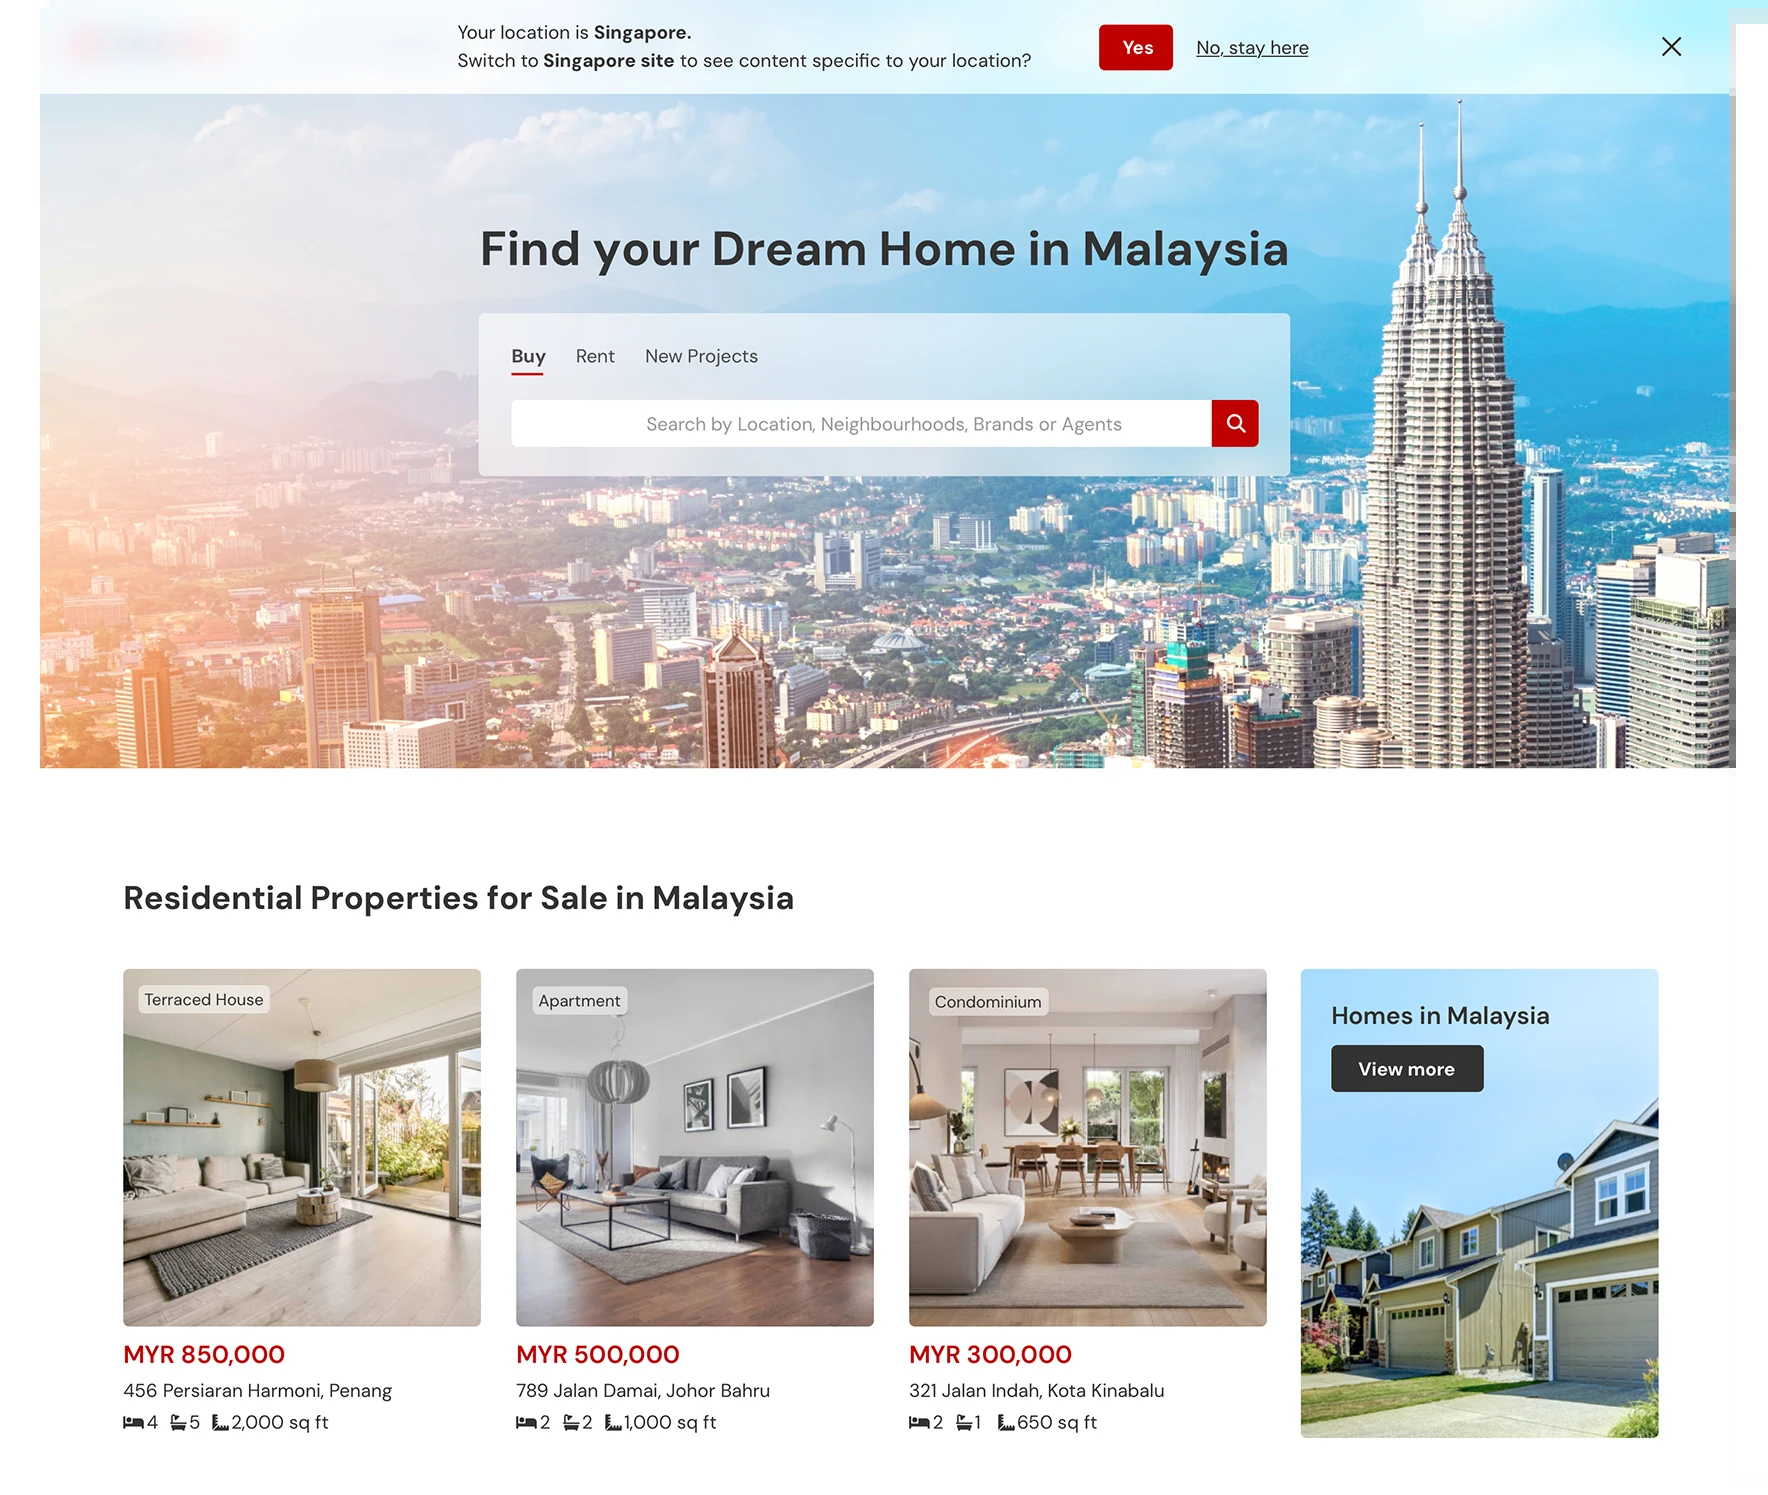 Your location is Singapore.
Switch to Singapore site to see content specific to your location?
Yes
No, stay here
Find your Dream Home in Malaysia
Buy
Rent
New Projects
Search by Location, Neighbourhoods, Brands or Agents
Residential Properties for Sale in Malaysia
Terraced House
MYR 850,000
456 Persiaran Harmoni, Penang
4 5 2,000 sq ft
Apartment
MYR 500,000
789 Jalan Damai, Johor Bahru
2 2 1,000 sq ft
Condominium
MYR 300,000
321 Jalan Indah, Kota Kinabalu
2 1 650 sq ft
Homes in Malaysia
View more